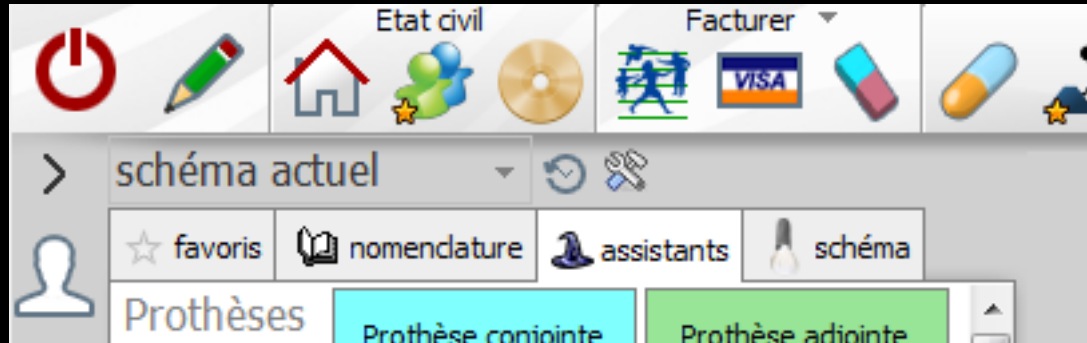 Etat civil
Facturer
VISA
schéma actuel
favoris nomenclature assistants schéma
Prothèses
Prothèse conjointe Prothèse adjointe